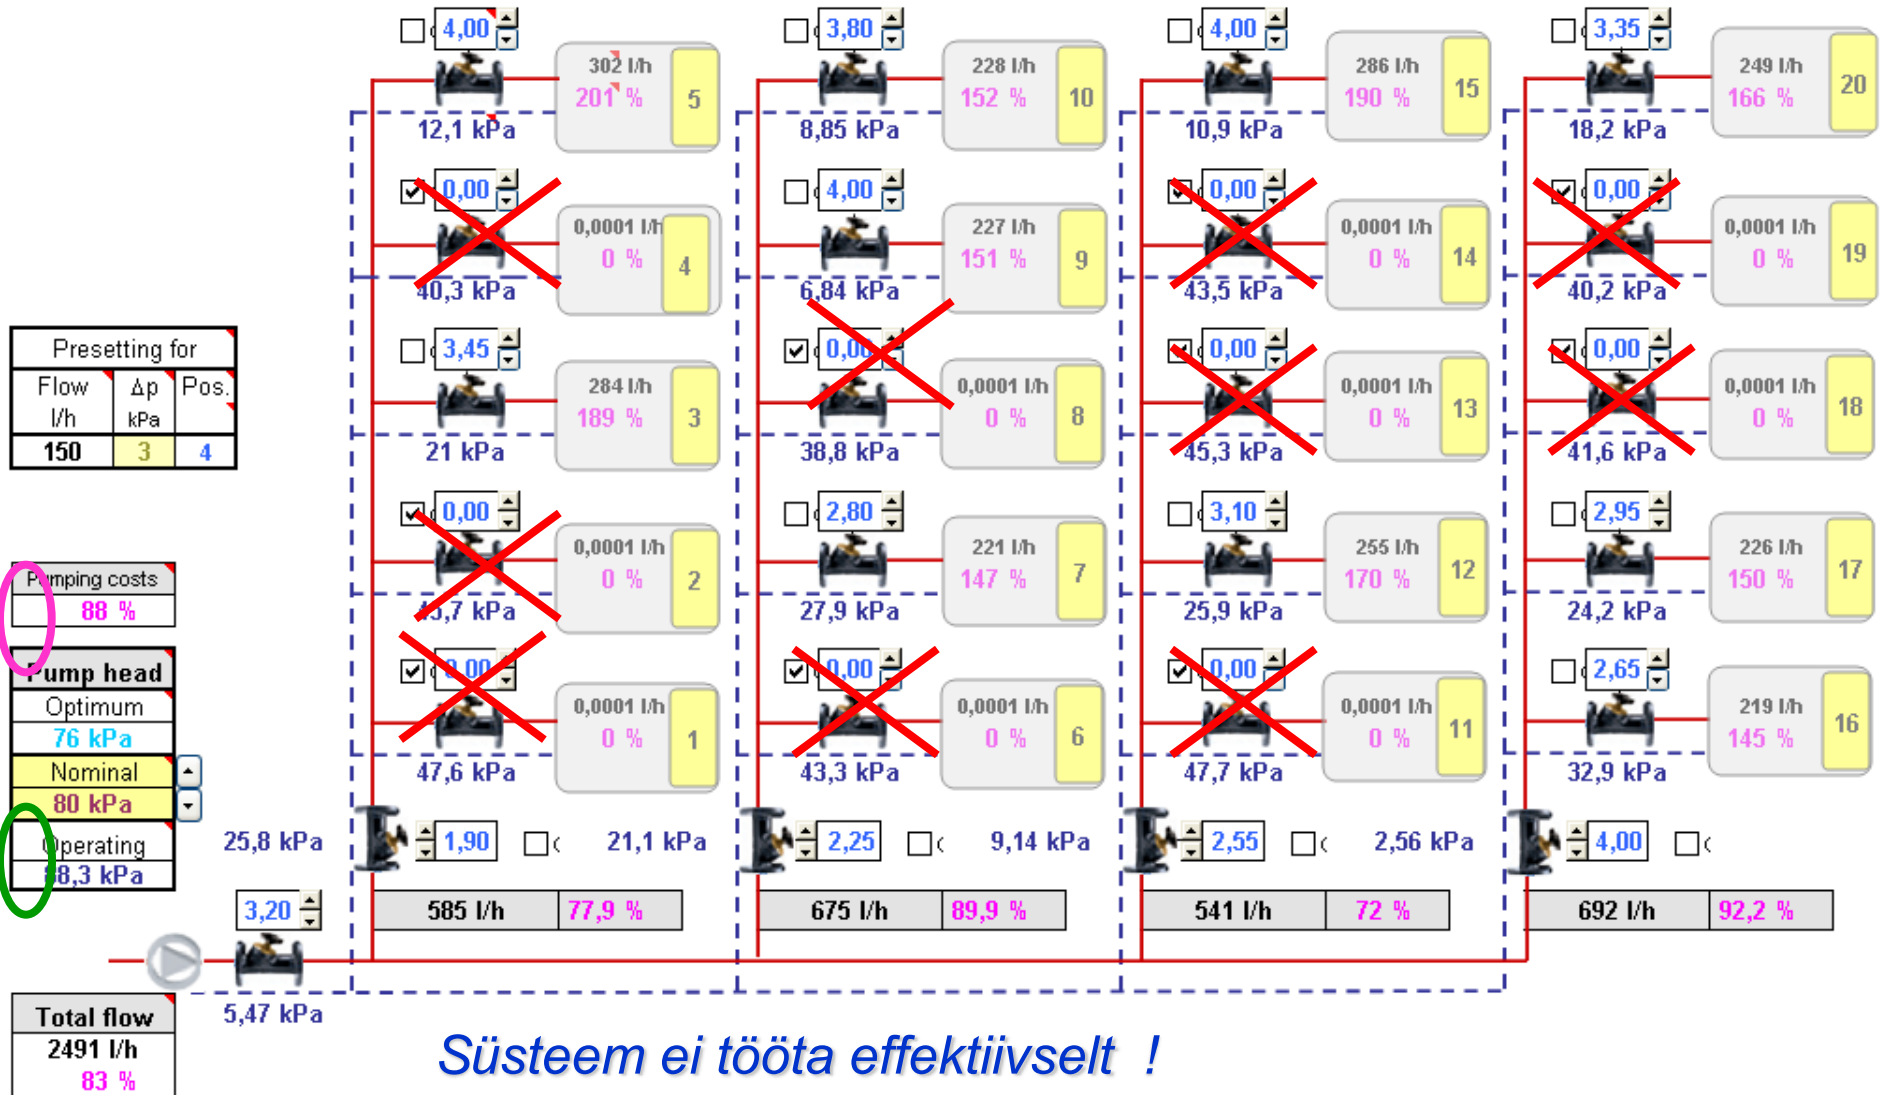 4,00 3,80 4,00 3,35
302 l/h 228 l/h 286 l/h 249 l/h
201 % 5 152 % 10 190 % 15 166 % 20
12,1 kPa 8,85 kPa 10,9 kPa 18,2 kPa
0,00 4,00 0,00 0,00
0,0001 l/h 227 l/h 0,0001 l/h 0,0001 l/h
0 % 4 151 % 9 0 % 14 0 % 19
40,3 kPa 6,84 kPa 43,5 kPa 40,2 kPa
3,45 0,00 0,00 0,00
284 l/h 0,0001 l/h 0,0001 l/h 0,0001 l/h
189 % 3 0 % 8 0 % 13 0 % 18
21 kPa 38,8 kPa 45,3 kPa 41,6 kPa
0,00 2,80 3,10 2,95
0,0001 l/h 221 l/h 255 l/h 226 l/h
0 % 2 147 % 7 170 % 12 150 % 17
27,9 kPa 25,9 kPa 24,2 kPa
0,00 0,00 0,00 2,65
0,0001 l/h 0,0001 l/h 0,0001 l/h 219 l/h
0 % 1 0 % 6 0 % 11 145 % 16
47,6 kPa 43,3 kPa 47,7 kPa 32,9 kPa
Presetting for
Flow Δp Pos.
l/h kPa
150 3 4
Pumping costs
88 %
Pump head
Optimum
76 kPa
Nominal
80 kPa
Operating
88,3 kPa
25,8 kPa 1,90 21,1 kPa 2,25 9,14 kPa 2,55 2,56 kPa 4,00
3,20 585 l/h 77,9 % 675 l/h 89,9 % 541 l/h 72 % 692 l/h 92,2 %
5,47 kPa
Total flow
2491 l/h
83 %
Süsteem ei tööta effektiivselt !